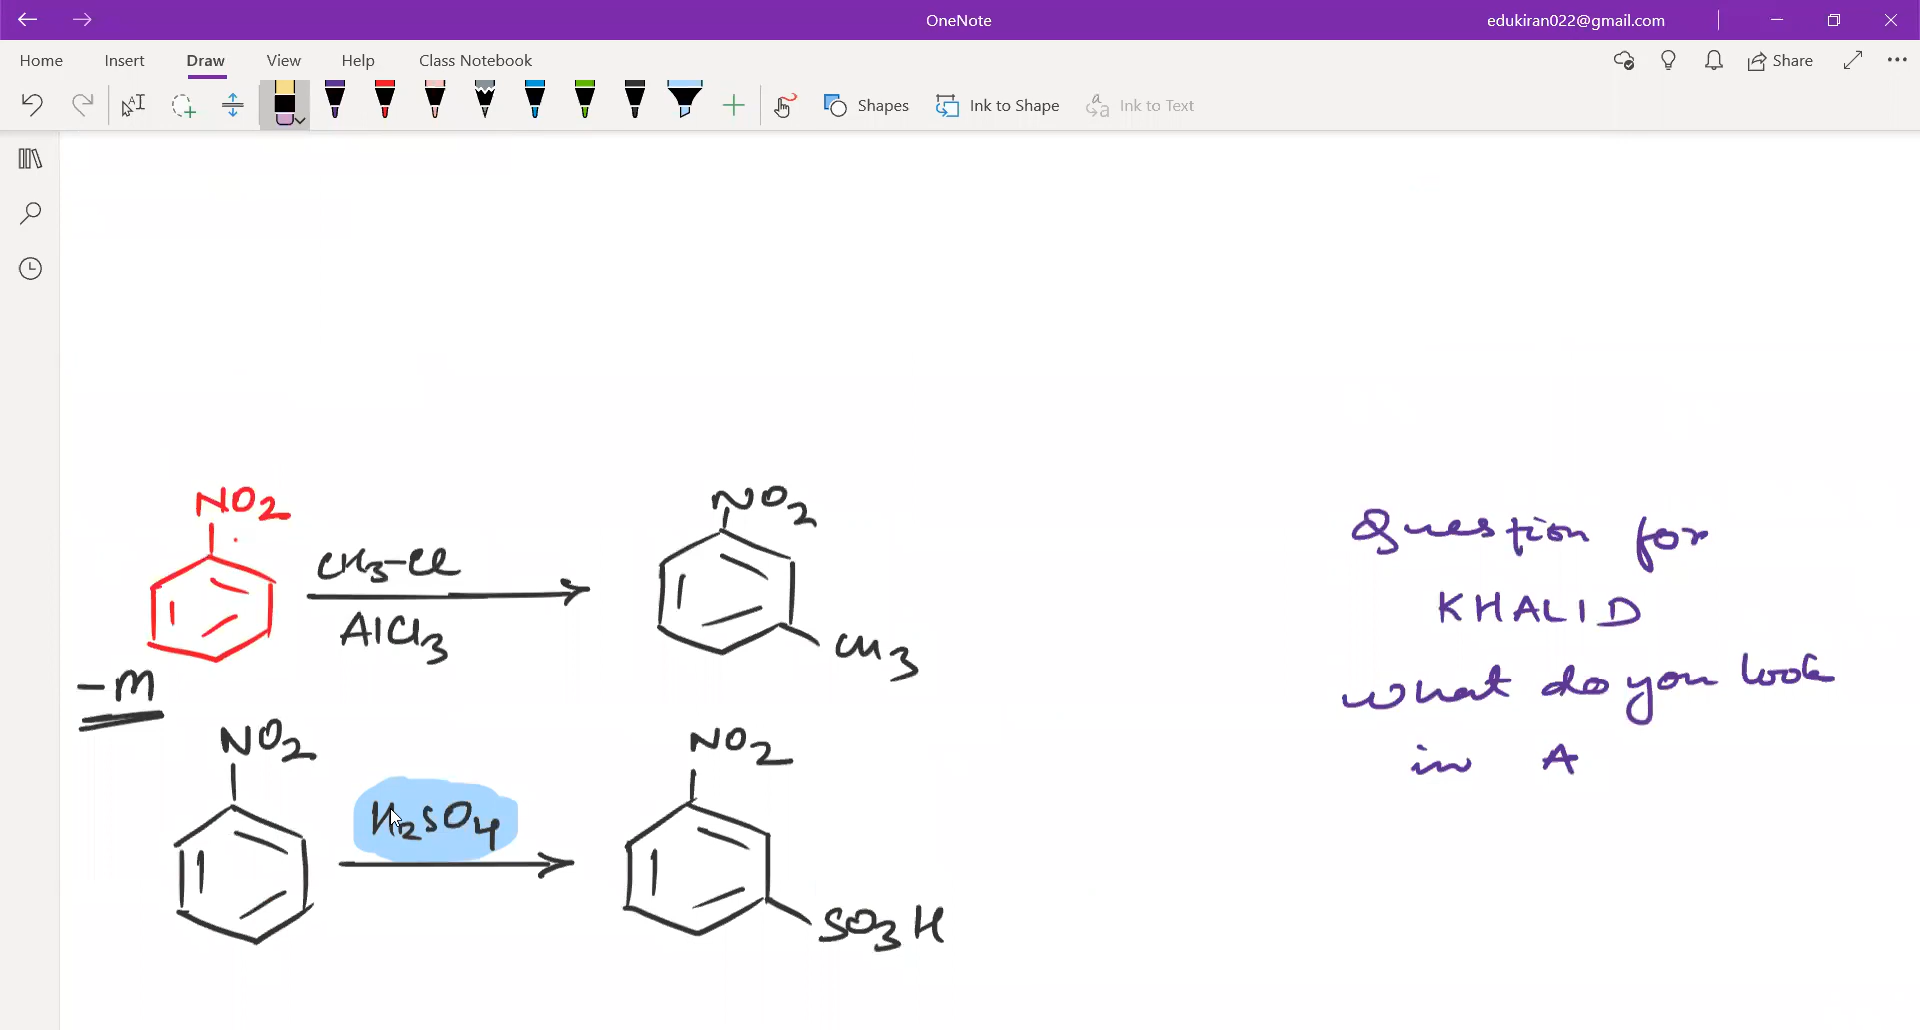 OneNote
edukiran022@gmail.com
Home Insert Draw View Help Class Notebook
Share
Shapes Ink to Shape Ink to Text
NO2
CH3-Cl
AlCl3
NO2
CH3
-M
NO2
H2SO4
NO2
SO3H
Question for
KHALID
what do you look
in A